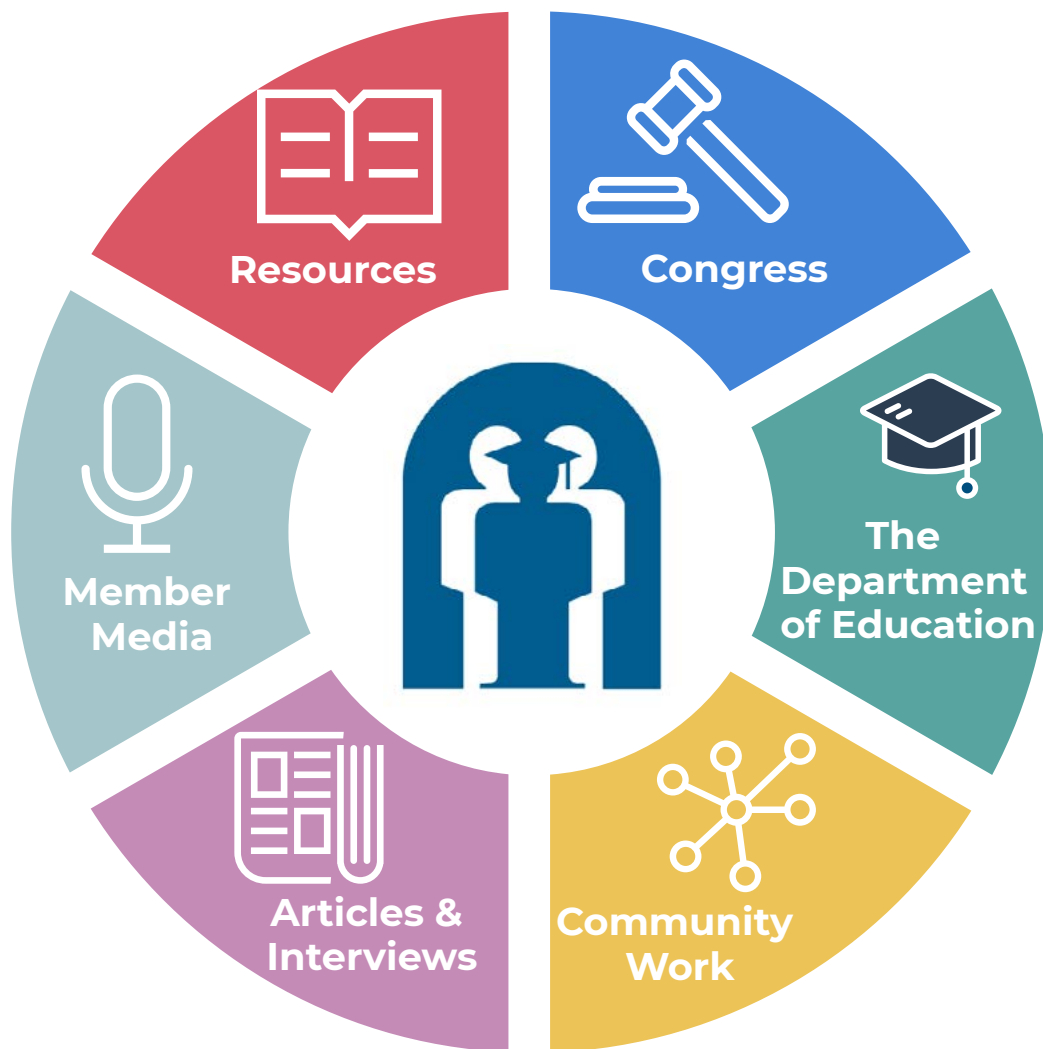 Resources
Congress
Member
Media
The
Department
of Education
Articles &
Interviews
Community
Work